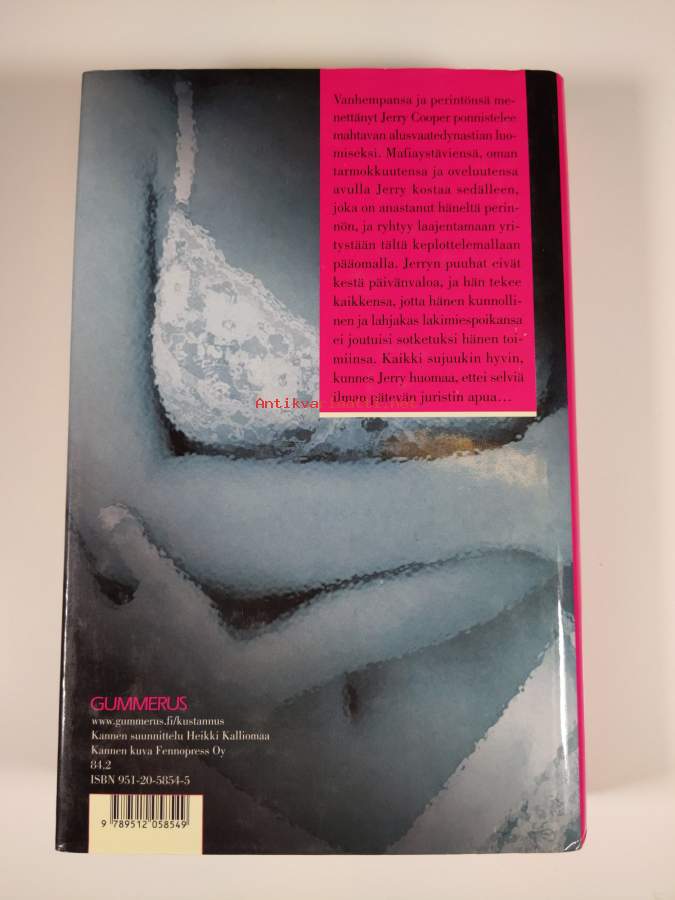 Vanhempansa ja perintönsä me-
nettänyt Jerry Cooper ponnistelee
mahtavan alusvaatedynastian luo-
miseksi. Mafiaystäviensä, oman
tarmokkuutensa ja oveluutensa
avulla Jerry kostaa sedälleen,
joka on anastanut häneltä perin-
nön, ja ryhtyy laajentamaan yri-
tystään tältä keplottelemallaan
pääomalla. Jerryn puuhat eivät
kestä päivänvaloa, ja hän tekee
kaikkensa, jotta hänen kunnolli-
nen ja lahjakas lakimiespoikansa
ei joutuisi sotketuksi hänen toi-
miinsa. Kaikki sujuukin hyvin,
kunnes Jerry huomaa, ettei selviä
ilman pätevän juristin apua...
GUMMERUS
www.gummerus.fi/kustannus
Kannen suunnittelu Heikki Kalliomaa
Kannen kuva Fennopress Oy
84.2
ISBN 951-20-5854-5
9 789512 058549